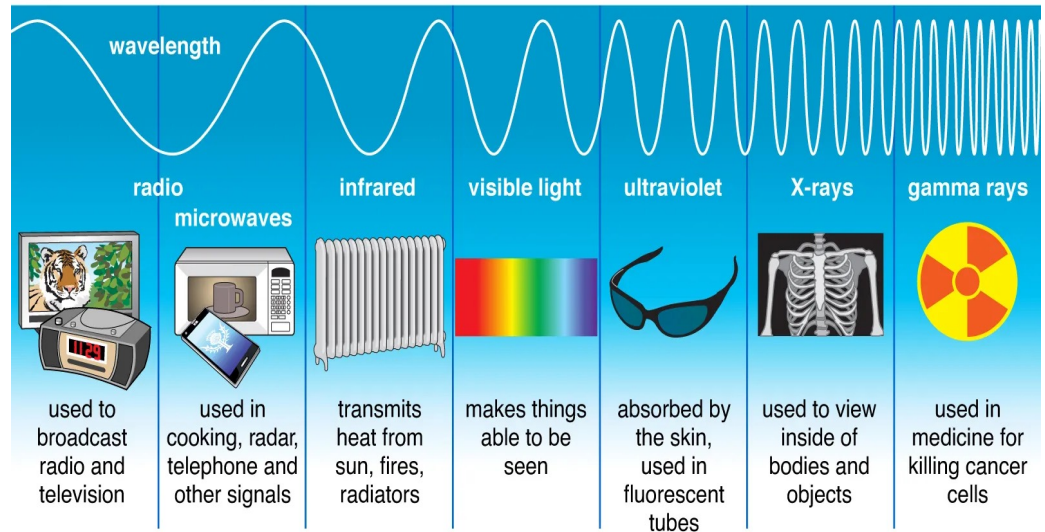 wavelength
radio
microwaves
infrared
visible light
ultraviolet
X-rays
gamma rays
11:29
used to
broadcast
radio and
television
used in
cooking, radar,
telephone and
other signals
transmits
heat from
sun, fires,
radiators
makes things
able to be
seen
absorbed by
the skin,
used in
fluorescent
tubes
used to view
inside of
bodies and
objects
used in
medicine for
killing cancer
cells